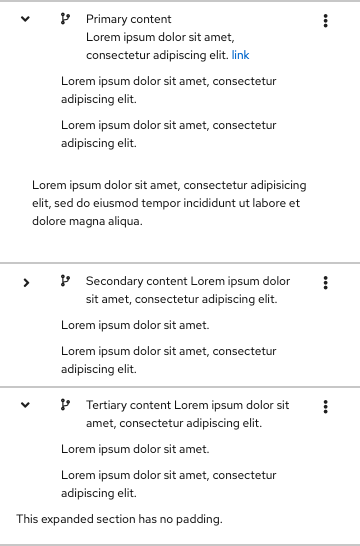 Primary content
Lorem ipsum dolor sit amet,
consectetur adipiscing elit. link
Lorem ipsum dolor sit amet, consectetur
adipiscing elit.
Lorem ipsum dolor sit amet, consectetur
adipiscing elit.
Lorem ipsum dolor sit amet, consectetur adipisicing
elit, sed do eiusmod tempor incididunt ut labore et
dolore magna aliqua.
Secondary content Lorem ipsum dolor
sit amet, consectetur adipiscing elit.
Lorem ipsum dolor sit amet.
Lorem ipsum dolor sit amet, consectetur
adipiscing elit.
Tertiary content Lorem ipsum dolor sit
amet, consectetur adipiscing elit.
Lorem ipsum dolor sit amet.
Lorem ipsum dolor sit amet, consectetur
adipiscing elit.
This expanded section has no padding.